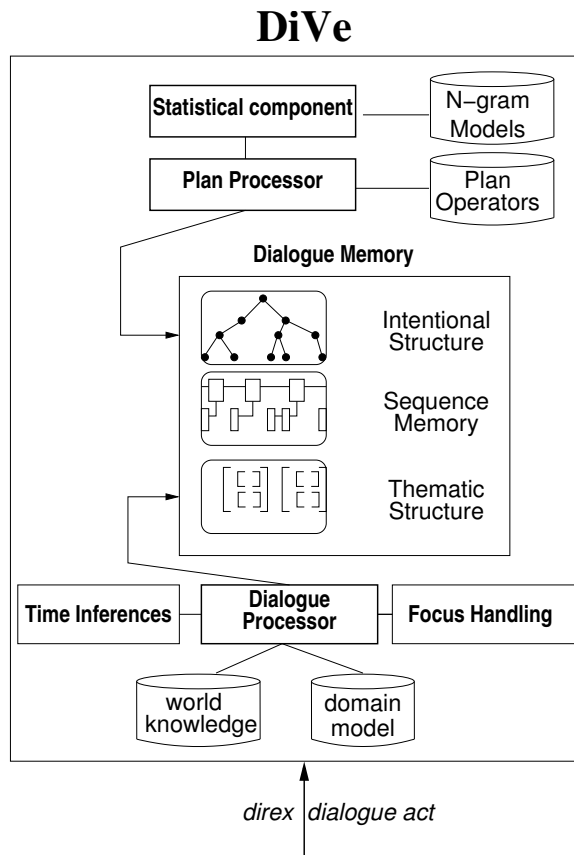 DiVe
Statistical component
N-gram
Models
Plan Processor
Plan
Operators
Dialogue Memory
Intentional
Structure
Sequence
Memory
Thematic
Structure
Time Inferences
Dialogue
Processor
Focus Handling
world
knowledge
domain
model
direx dialogue act